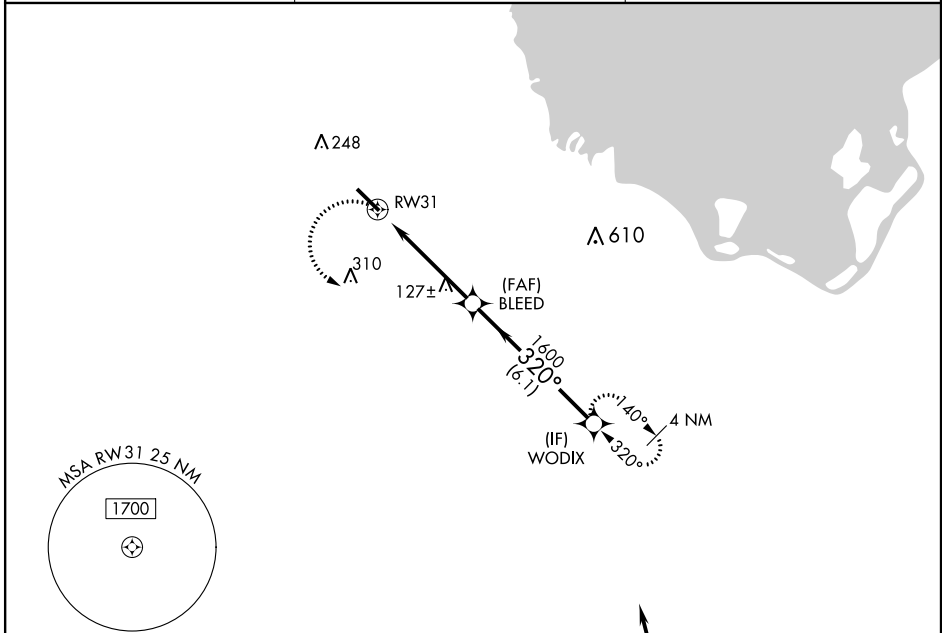 248
RW31
610
310
127±
(FAF)
BLEED
1600
320°
(6.1)
140°
4 NM
320°
(IF)
WODIX
MSA RW31 25 NM
1700